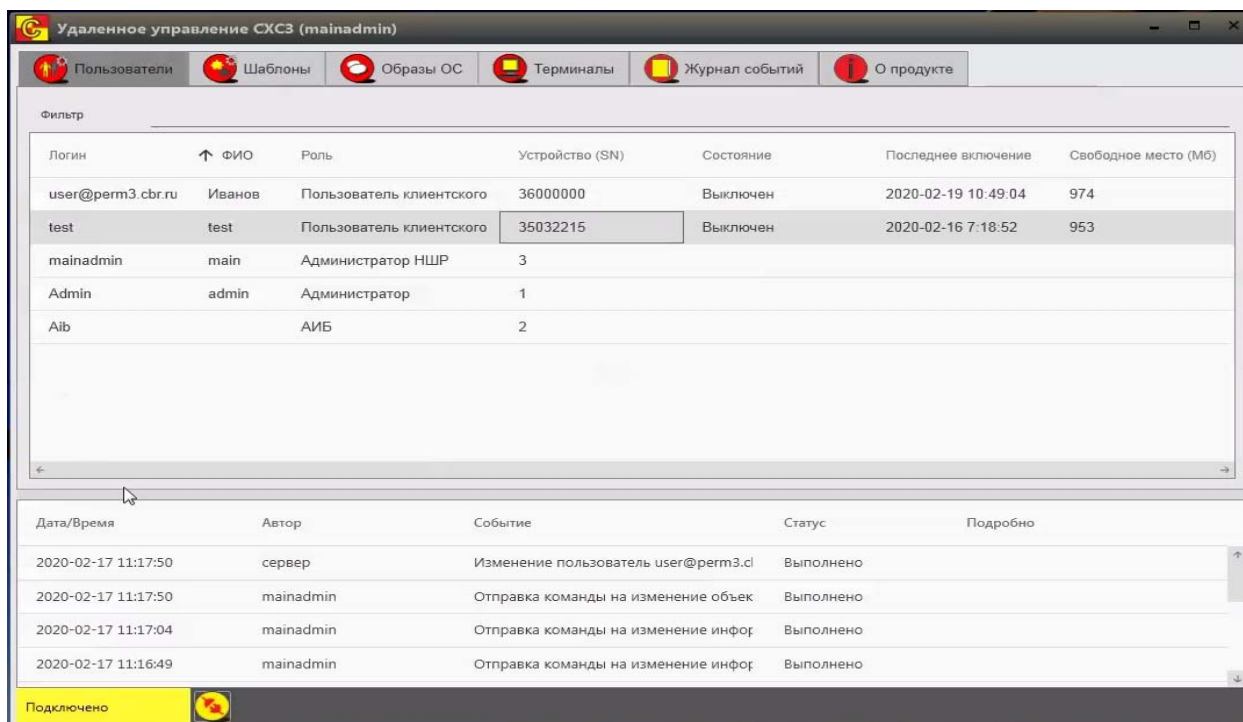 Удаленное управление СХСЗ (mainadmin)
Пользователи Шаблоны Образы ОС Терминалы Журнал событий О продукте
Фильтр
Логин ФИО Роль Устройство (SN) Состояние Последнее включение Свободное место (Мб)
user@perm3.cbr.ru Иванов Пользователь клиентского 36000000 Выключен 2020-02-19 10:49:04 974
test test Пользователь клиентского 35032215 Выключен 2020-02-16 7:18:52 953
mainadmin main Администратор НШР 3
Admin admin Администратор 1
Aib АИБ 2
Дата/Время Автор Событие Статус Подробно
2020-02-17 11:17:50 сервер Изменение пользователь user@perm3.cl Выполнено
2020-02-17 11:17:50 mainadmin Отправка команды на изменение объек Выполнено
2020-02-17 11:17:04 mainadmin Отправка команды на изменение инфор Выполнено
2020-02-17 11:16:49 mainadmin Отправка команды на изменение инфор Выполнено
Подключено